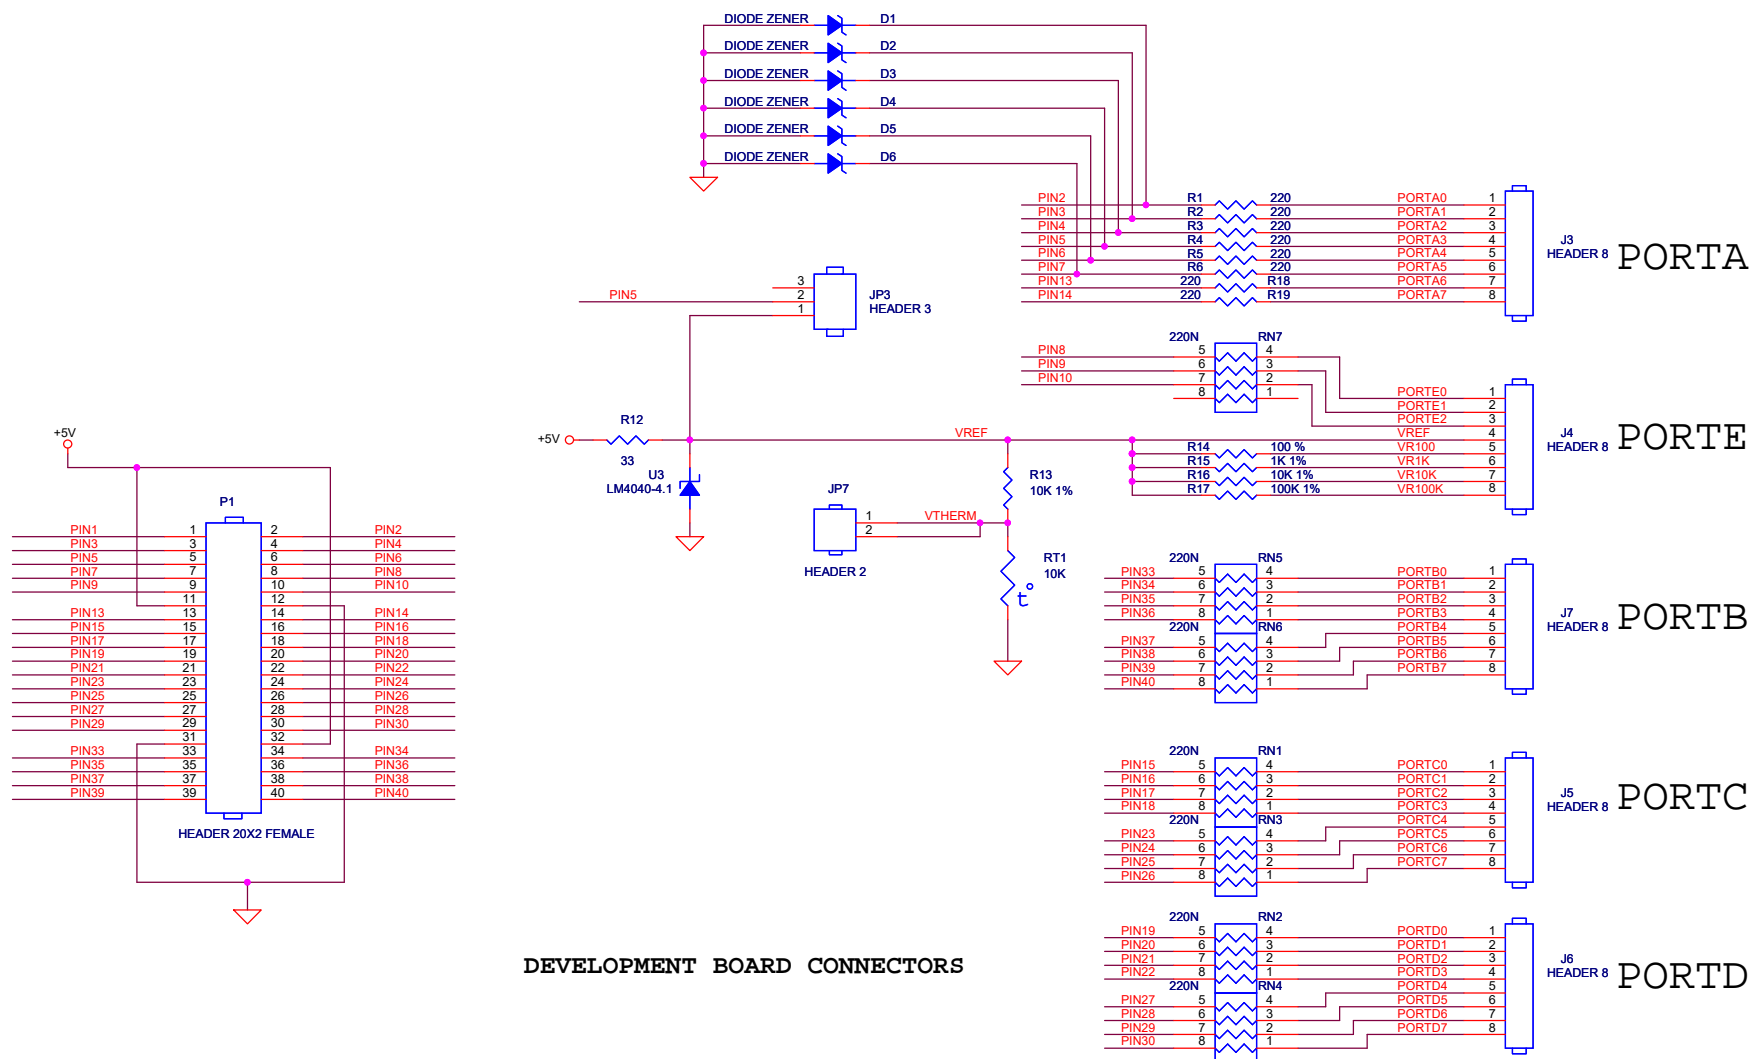 DIODE ZENER D1
DIODE ZENER D2
DIODE ZENER D3
DIODE ZENER D4
DIODE ZENER D5
DIODE ZENER D6
PIN2 R1 220 PORTA0 1
PIN3 R2 220 PORTA1 2
PIN4 R3 220 PORTA2 3
PIN5 R4 220 PORTA3 4
PIN6 R5 220 PORTA4 5
PIN7 R6 220 PORTA5 6
PIN13 220 R18 PORTA6 7
PIN14 220 R19 PORTA7 8
J3
HEADER 8
PORTA
3
PIN5 2
1
JP3
HEADER 3
220N RN7
PIN8 5 4
PIN9 6 3
PIN10 7 2
8 1
PORTE0 1
PORTE1 2
PORTE2 3
VREF 4
R14 100 % VR100 5
R15 1K 1% VR1K 6
R16 10K 1% VR10K 7
R17 100K 1% VR100K 8
J4
HEADER 8
PORTE
+5V
R12
33
VREF
U3
LM4040-4.1
R13
10K 1%
JP7
1 VTHERM
2
HEADER 2
RT1
10K
t°
+5V
P1
PIN1 1 2 PIN2
PIN3 3 4 PIN4
PIN5 5 6 PIN6
PIN7 7 8 PIN8
PIN9 9 10 PIN10
11 12
PIN13 13 14 PIN14
PIN15 15 16 PIN16
PIN17 17 18 PIN18
PIN19 19 20 PIN20
PIN21 21 22 PIN22
PIN23 23 24 PIN24
PIN25 25 26 PIN26
PIN27 27 28 PIN28
PIN29 29 30 PIN30
31 32
PIN33 33 34 PIN34
PIN35 35 36 PIN36
PIN37 37 38 PIN38
PIN39 39 40 PIN40
HEADER 20X2 FEMALE
220N RN5
PIN33 5 4 PORTB0 1
PIN34 6 3 PORTB1 2
PIN35 7 2 PORTB2 3
PIN36 8 1 PORTB3 4
220N RN6 PORTB4 5
PIN37 5 4 PORTB5 6
PIN38 6 3 PORTB6 7
PIN39 7 2 PORTB7 8
PIN40 8 1
J7
HEADER 8
PORTB
220N RN1
PIN15 5 4 PORTC0 1
PIN16 6 3 PORTC1 2
PIN17 7 2 PORTC2 3
PIN18 8 1 PORTC3 4
220N RN3 PORTC4 5
PIN23 5 4 PORTC5 6
PIN24 6 3 PORTC6 7
PIN25 7 2 PORTC7 8
PIN26 8 1
J5
HEADER 8
PORTC
220N RN2
PIN19 5 4 PORTD0 1
PIN20 6 3 PORTD1 2
PIN21 7 2 PORTD2 3
PIN22 8 1 PORTD3 4
220N RN4 PORTD4 5
PIN27 5 4 PORTD5 6
PIN28 6 3 PORTD6 7
PIN29 7 2 PORTD7 8
PIN30 8 1
J6
HEADER 8
PORTD
DEVELOPMENT BOARD CONNECTORS